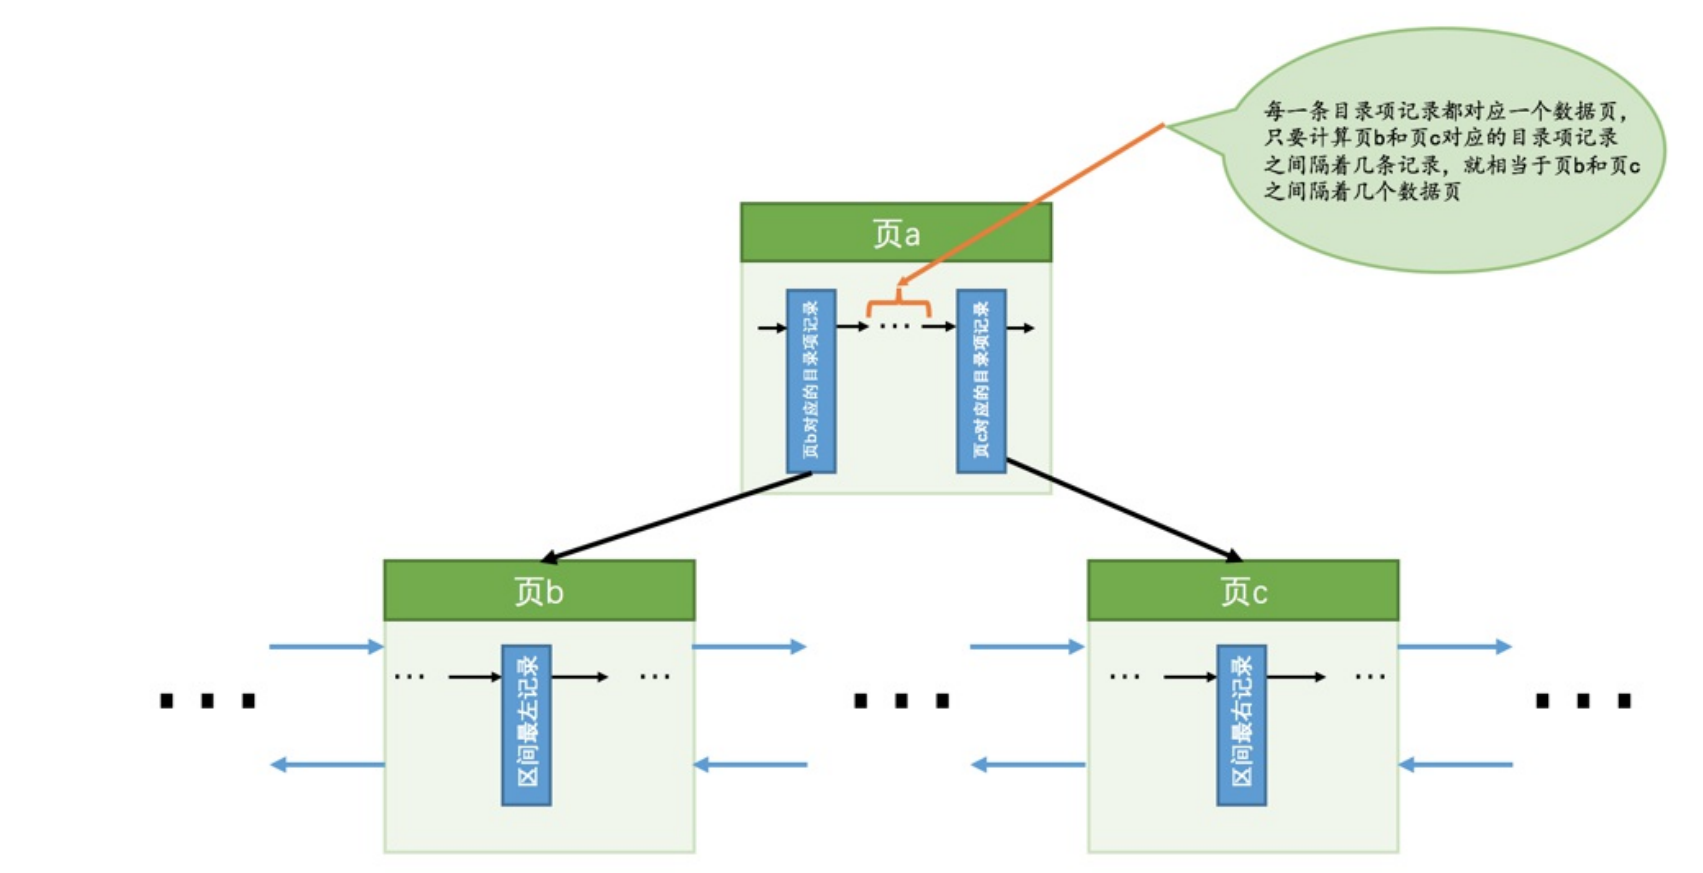 每一条目录项记录都对应一个数据页,
只要计算页b和页c对应的目录项记录
之间隔着几条记录，就相当于页b和页c
之间隔着几个数据页
页a
页b对应的目录项记录
...
页c对应的目录项记录
页b
页c
...
区间最左记录
...
...
区间最右记录
...
...
...
...